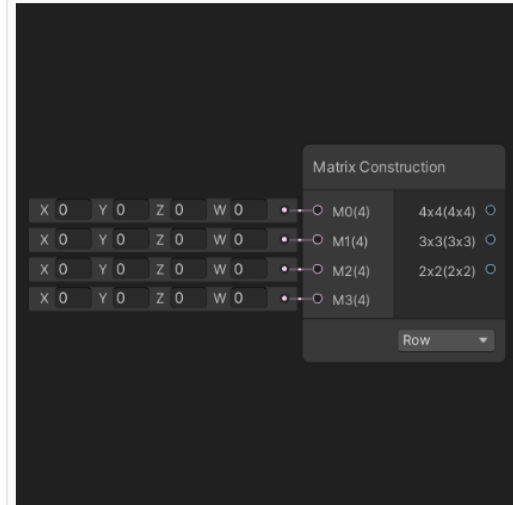 Matrix Construction
X 0 Y 0 Z 0 W 0 M0(4) 4x4(4x4)
X 0 Y 0 Z 0 W 0 M1(4) 3x3(3x3)
X 0 Y 0 Z 0 W 0 M2(4) 2x2(2x2)
X 0 Y 0 Z 0 W 0 M3(4)
Row